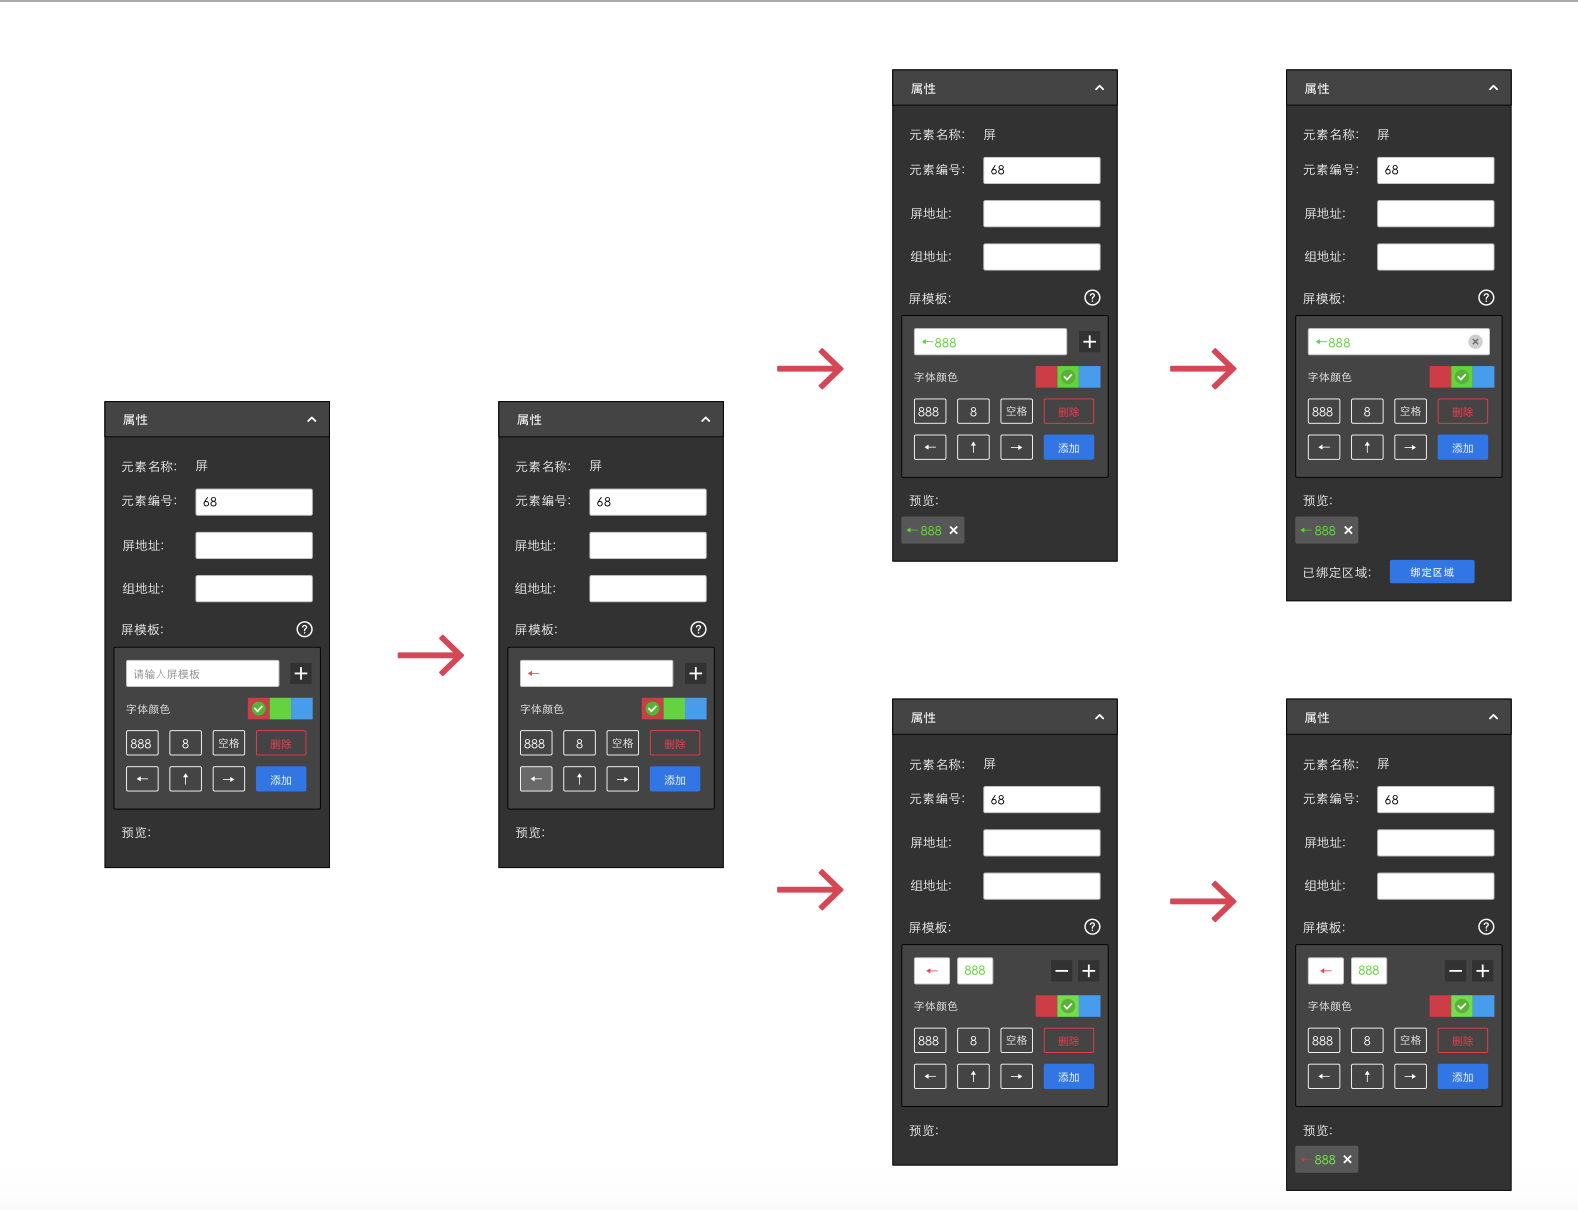 属性
元素名称: 屏
元素编号: 68
屏地址:
组地址:
屏模板: ?
请输入屏模板 +
字体颜色
888 8 空格 删除
← ↑ → 添加
预览:
属性
元素名称: 屏
元素编号: 68
屏地址:
组地址:
屏模板: ?
← +
字体颜色
888 8 空格 删除
← ↑ → 添加
预览:
属性
元素名称: 屏
元素编号: 68
屏地址:
组地址:
屏模板: ?
←888 +
字体颜色
888 8 空格 删除
← ↑ → 添加
预览:
←888 ×
属性
元素名称: 屏
元素编号: 68
屏地址:
组地址:
屏模板: ?
←888 ×
字体颜色
888 8 空格 删除
← ↑ → 添加
预览:
←888 ×
已绑定区域: 绑定区域
属性
元素名称: 屏
元素编号: 68
屏地址:
组地址:
屏模板: ?
← 888 − +
字体颜色
888 8 空格 删除
← ↑ → 添加
预览:
属性
元素名称: 屏
元素编号: 68
屏地址:
组地址:
屏模板: ?
← 888 − +
字体颜色
888 8 空格 删除
← ↑ → 添加
预览:
← 888 ×